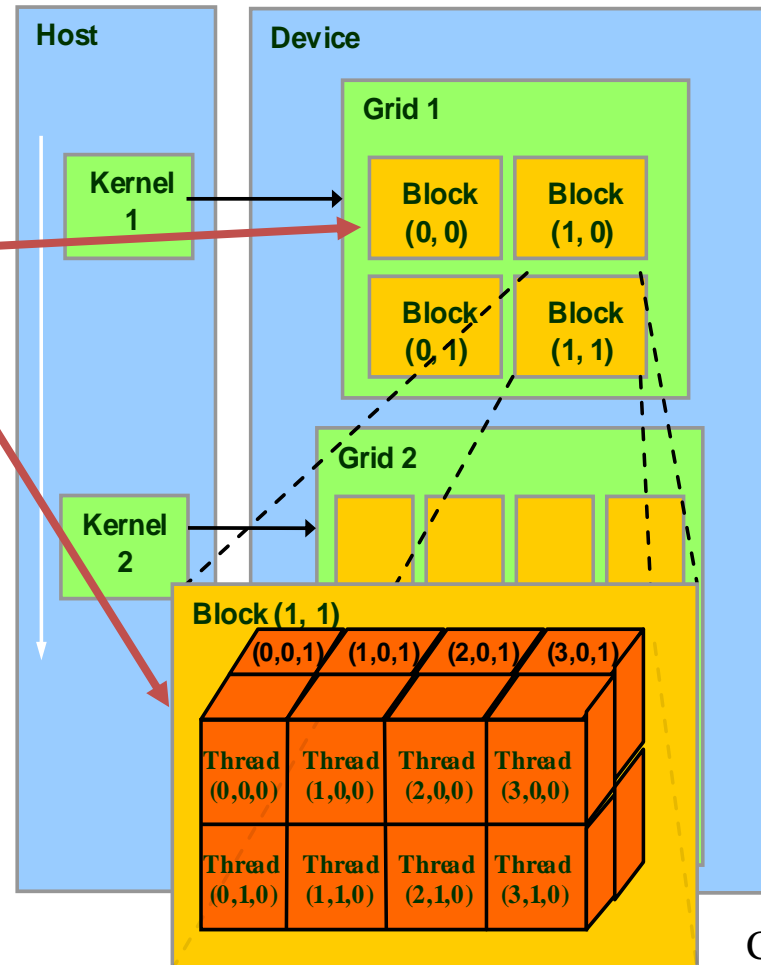 Host
Device
Grid 1
Kernel
1
Block
(0, 0)
Block
(1, 0)
Block
(0, 1)
Block
(1, 1)
Grid 2
Kernel
2
Block (1, 1)
(0,0,1) (1,0,1) (2,0,1) (3,0,1)
Thread
(0,0,0)
Thread
(1,0,0)
Thread
(2,0,0)
Thread
(3,0,0)
Thread
(0,1,0)
Thread
(1,1,0)
Thread
(2,1,0)
Thread
(3,1,0)